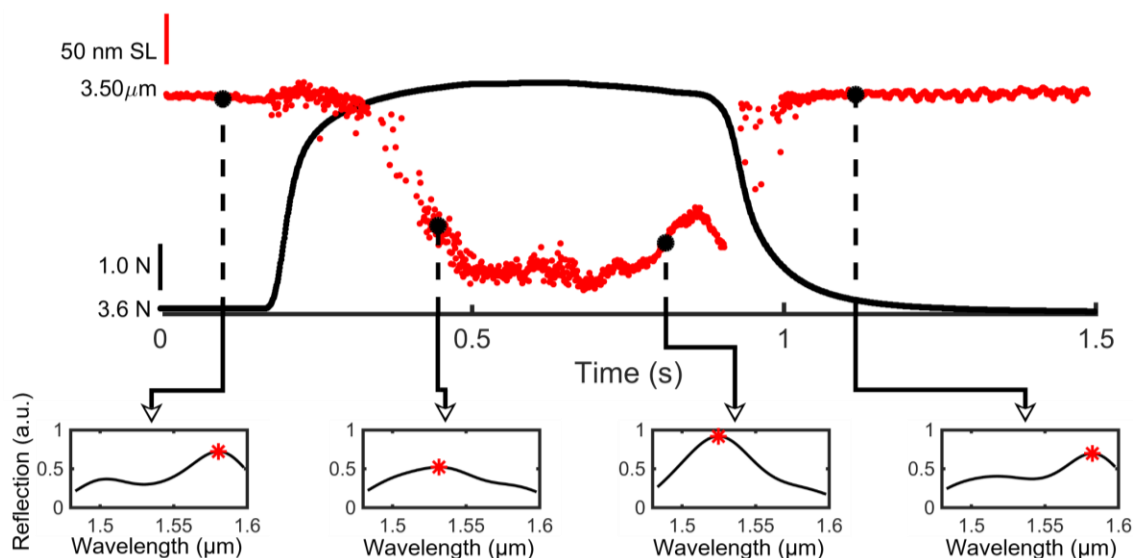 50 nm SL
3.50μm
1.0 N
3.6 N
0 0.5 1 1.5
Time (s)
Reflection (a.u.)
1 1 1 1
0.5 0.5 0.5 0.5
0 0 0 0
1.5 1.55 1.6 1.5 1.55 1.6 1.5 1.55 1.6 1.5 1.55 1.6
Wavelength (μm) Wavelength (μm) Wavelength (μm) Wavelength (μm)